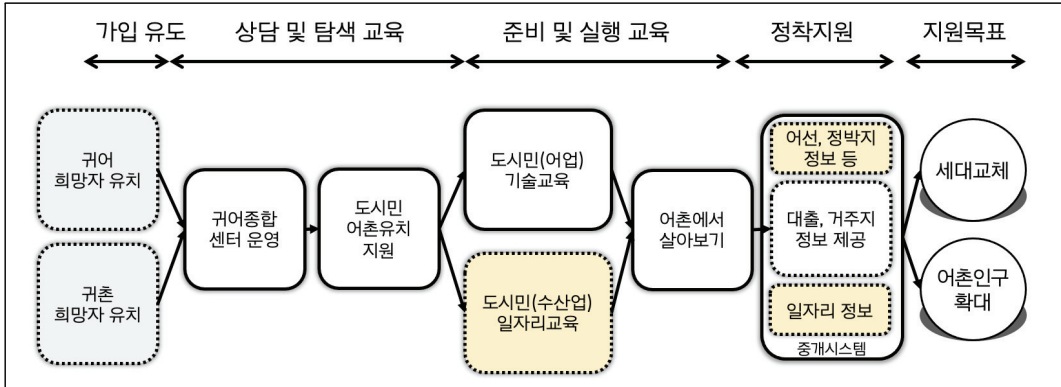 가입 유도
상담 및 탐색 교육
준비 및 실행 교육
정착지원
지원목표
귀어
희망자 유치
귀촌
희망자 유치
귀어종합
센터 운영
도시민
어촌유치
지원
도시민(어업)
기술교육
도시민(수산업)
일자리교육
어촌에서
살아보기
어선, 정박지
정보 등
대출, 거주지
정보 제공
일자리 정보
중개시스템
세대교체
어촌인구
확대